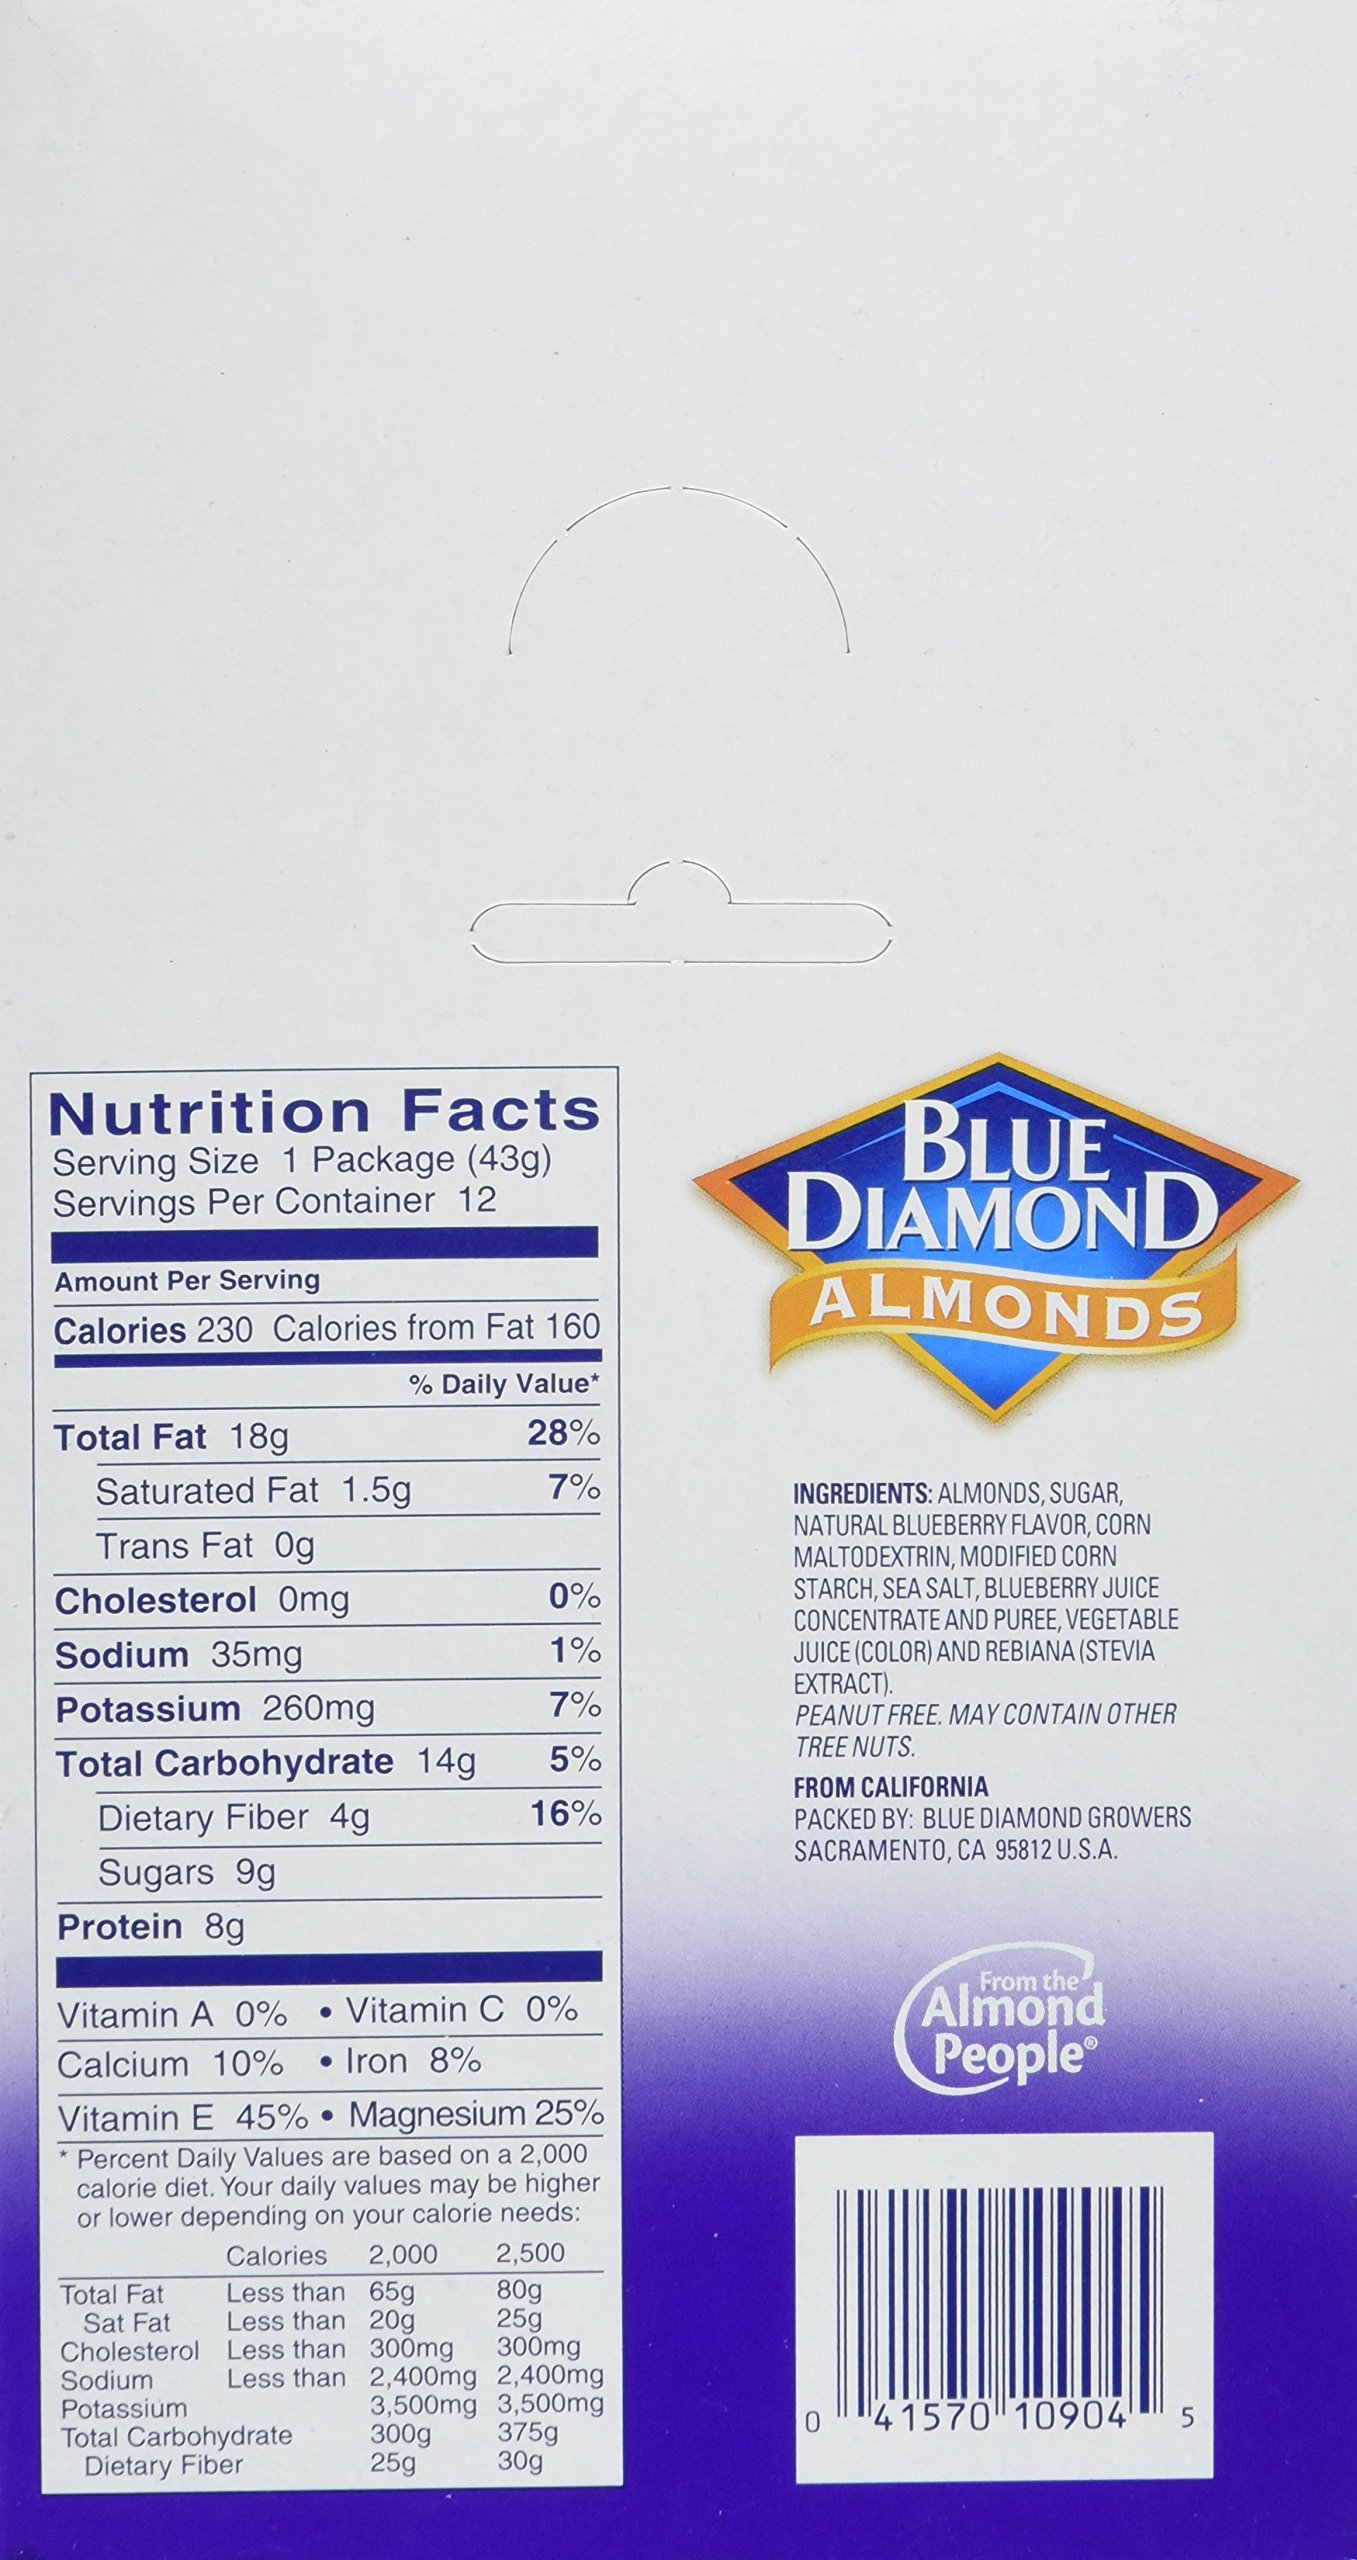 Nutrition Facts
Serving Size 1 Package (43g)
Servings Per Container 12
Amount Per Serving
Calories 230 Calories from Fat 160
% Daily Value*
Total Fat 18g 28%
Saturated Fat 1.5g 7%
Trans Fat 0g
Cholesterol 0mg 0%
Sodium 35mg 1%
Potassium 260mg 7%
Total Carbohydrate 14g 5%
Dietary Fiber 4g 16%
Sugars 9g
Protein 8g
Vitamin A 0% • Vitamin C 0%
Calcium 10% • Iron 8%
Vitamin E 45% • Magnesium 25%
* Percent Daily Values are based on a 2,000
calorie diet. Your daily values may be higher
or lower depending on your calorie needs:
Calories 2,000 2,500
Total Fat Less than 65g 80g
Sat Fat Less than 20g 25g
Cholesterol Less than 300mg 300mg
Sodium Less than 2,400mg 2,400mg
Potassium 3,500mg 3,500mg
Total Carbohydrate 300g 375g
Dietary Fiber 25g 30g
BLUE
DIAMOND
ALMONDS
INGREDIENTS: ALMONDS, SUGAR,
NATURAL BLUEBERRY FLAVOR, CORN
MALTODEXTRIN, MODIFIED CORN
STARCH, SEA SALT, BLUEBERRY JUICE
CONCENTRATE AND PUREE, VEGETABLE
JUICE (COLOR) AND REBIANA (STEVIA
EXTRACT).
PEANUT FREE. MAY CONTAIN OTHER
TREE NUTS.
FROM CALIFORNIA
PACKED BY: BLUE DIAMOND GROWERS
SACRAMENTO, CA 95812 U.S.A.
From the
Almond
People®
0 41570 10904 5